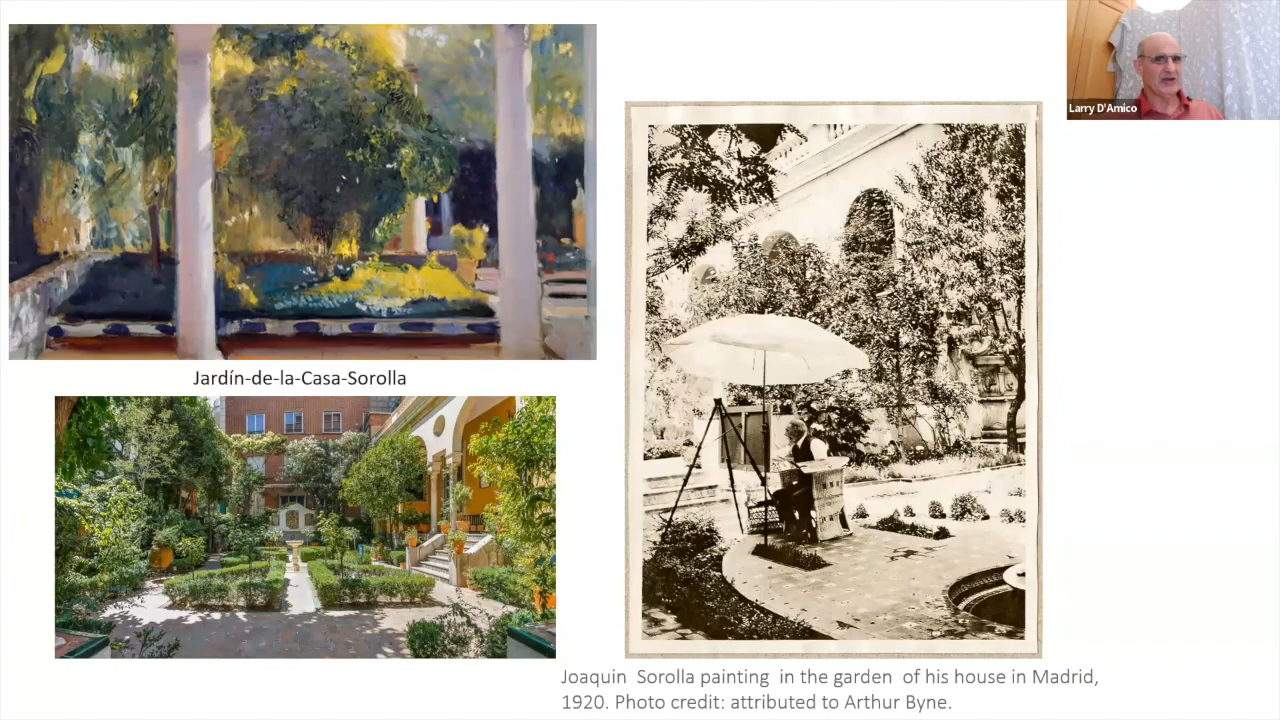 Larry D'Amico
Jardín-de-la-Casa-Sorolla
Joaquin Sorolla painting in the garden of his house in Madrid,
1920. Photo credit: attributed to Arthur Byne.